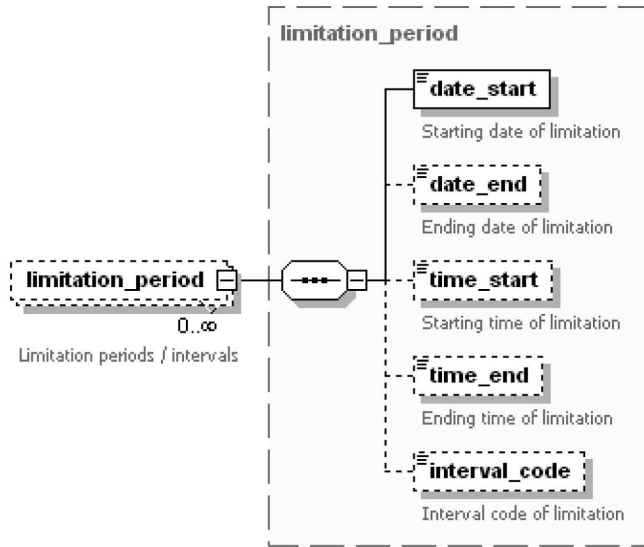 limitation_period
date_start
Starting date of limitation
date_end
Ending date of limitation
limitation_period
0..∞
Limitation periods / intervals
time_start
Starting time of limitation
time_end
Ending time of limitation
interval_code
Interval code of limitation